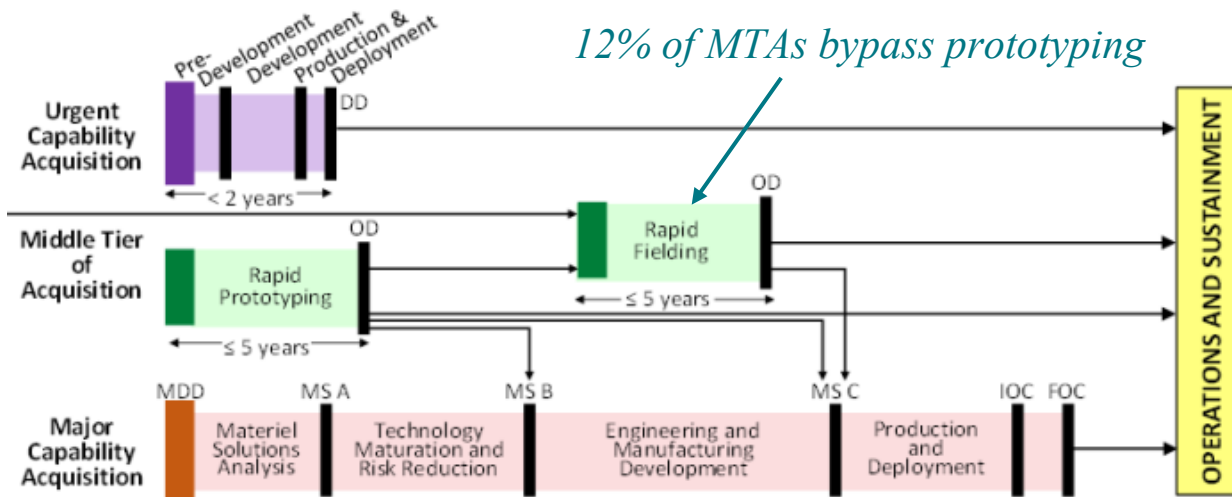 12% of MTAs bypass prototyping
Pre-
Development
Development
Production &
Deployment
Urgent
Capability
Acquisition
DD
< 2 years
Middle Tier
of
Acquisition
Rapid
Prototyping
OD
≤ 5 years
Rapid
Fielding
OD
≤ 5 years
Major
Capability
Acquisition
MDD
Materiel
Solutions
Analysis
MS A
Technology
Maturation and
Risk Reduction
MS B
Engineering and
Manufacturing
Development
MS C
Production
and
Deployment
IOC
FOC
OPERATIONS AND SUSTAINMENT